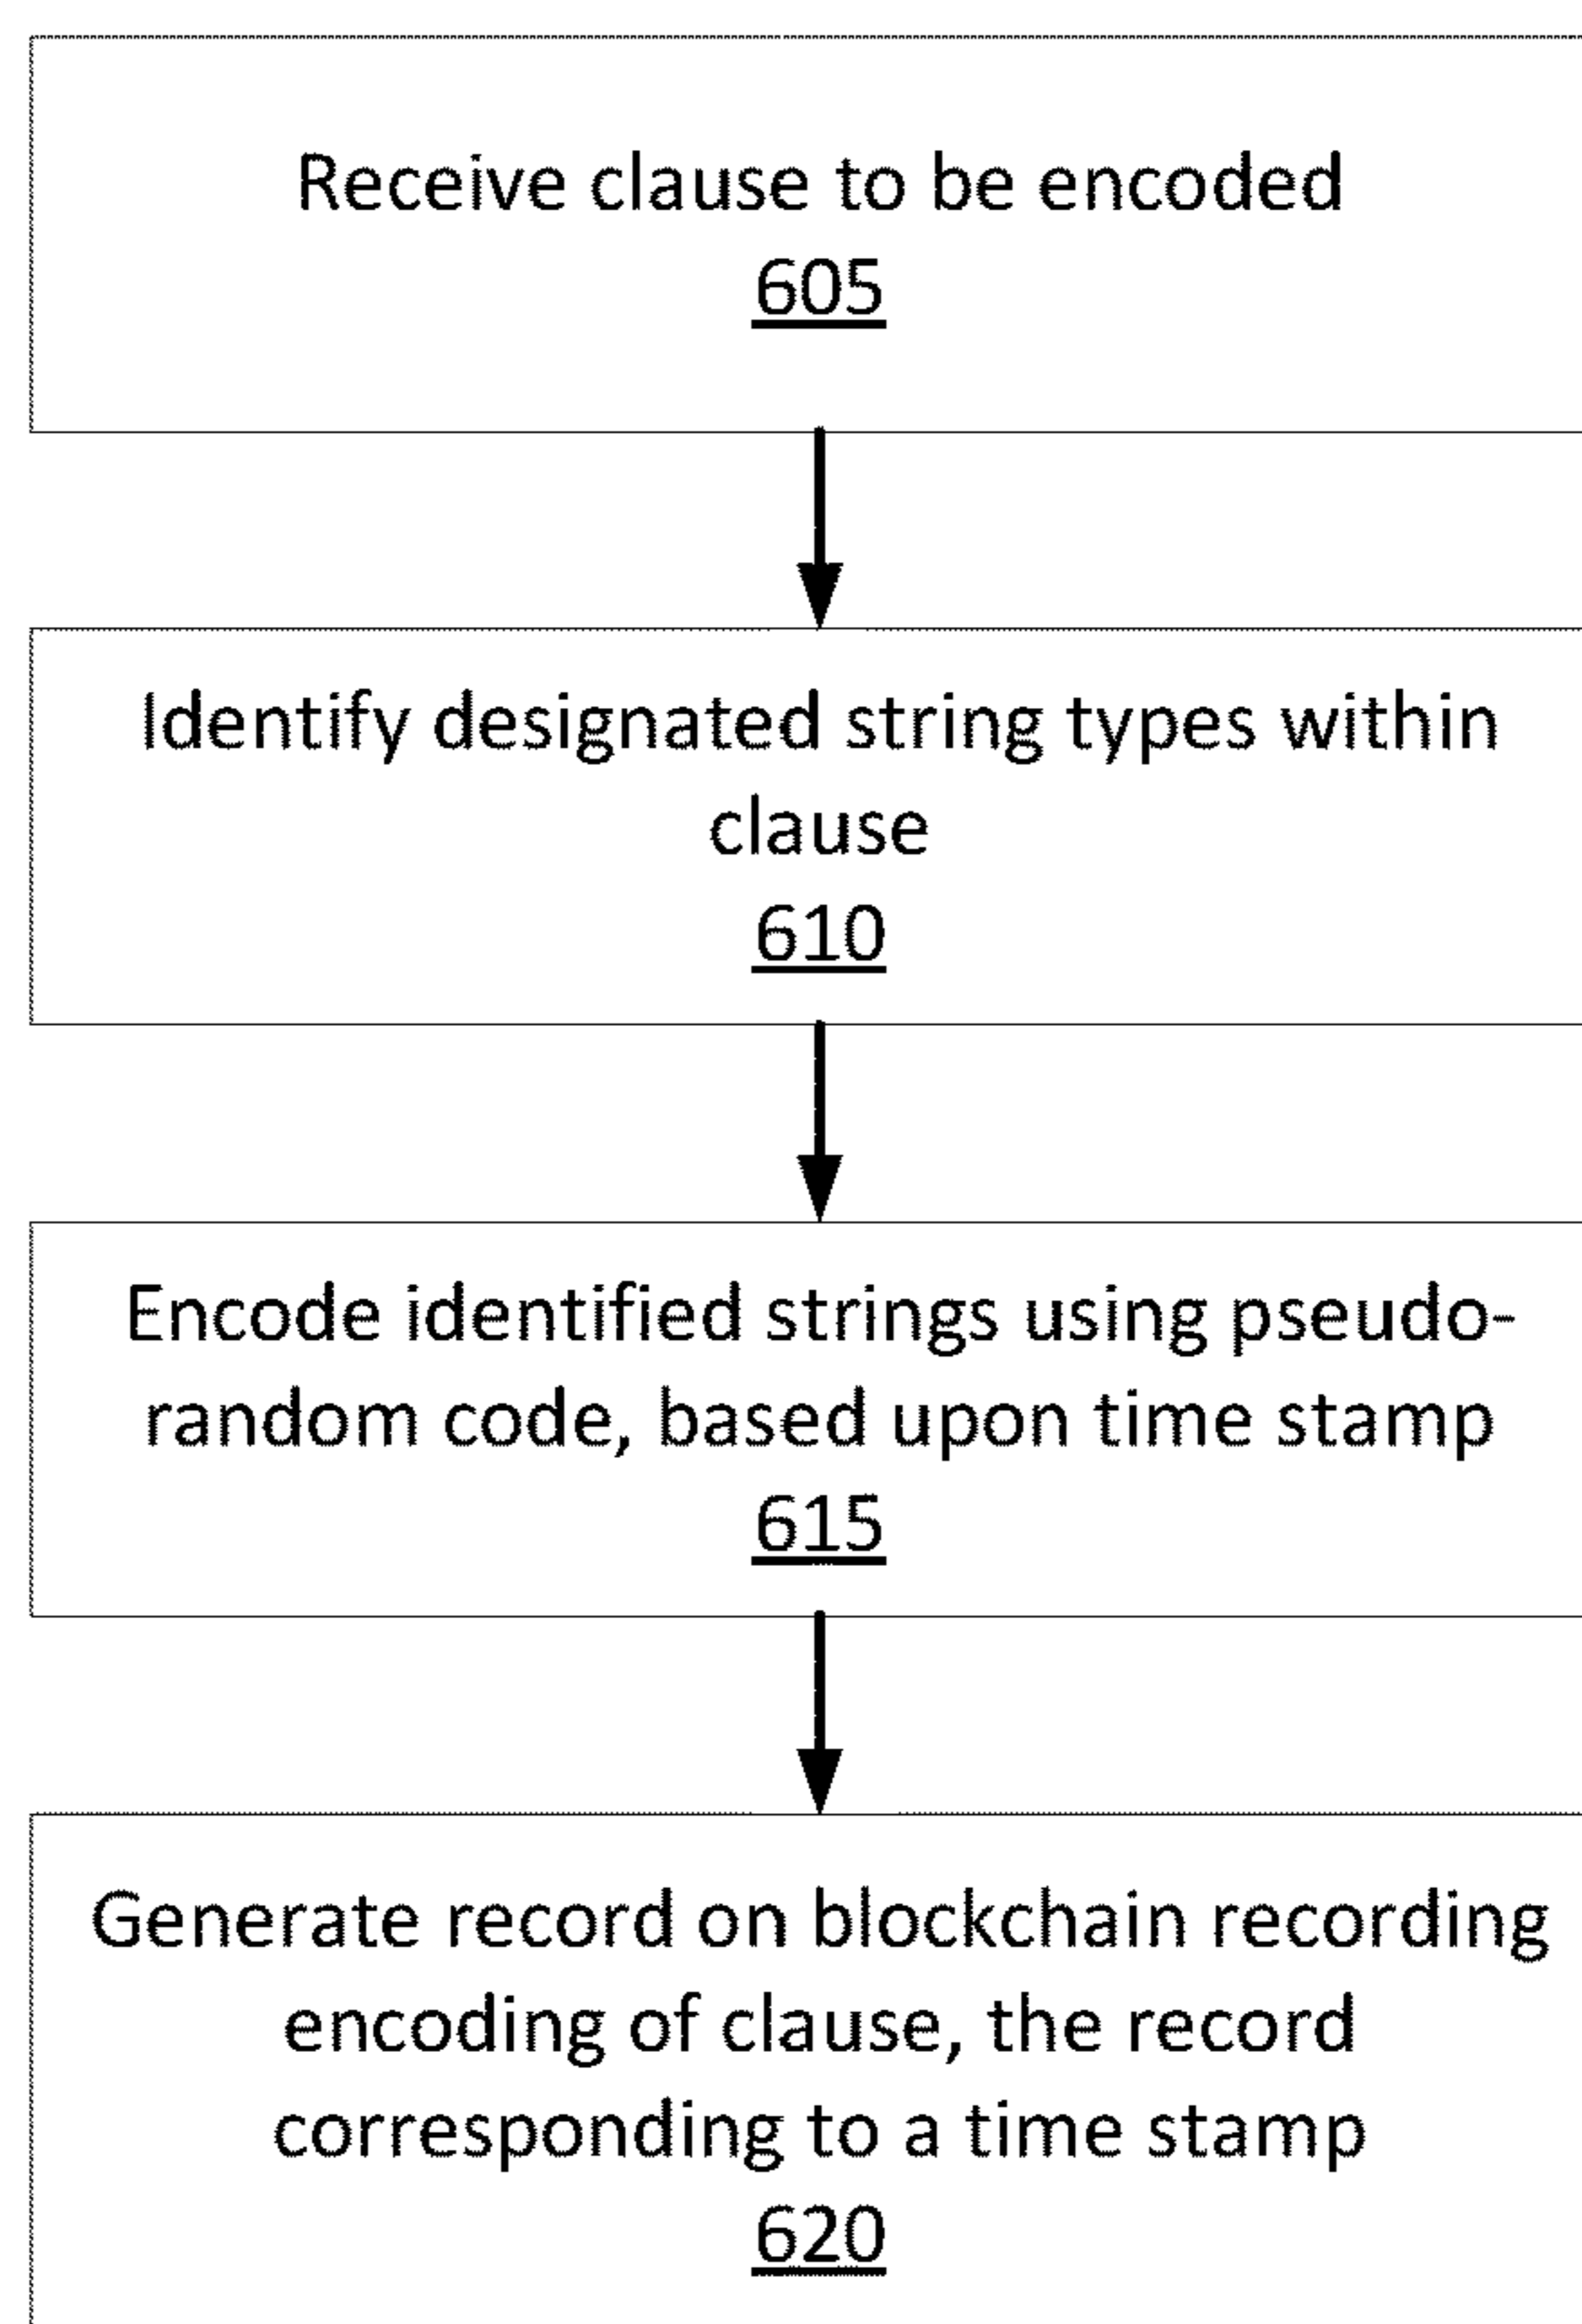 Receive clause to be encoded
605
Identify designated string types within
clause
610
Encode identified strings using pseudo-
random code, based upon time stamp
615
Generate record on blockchain recording
encoding of clause, the record
corresponding to a time stamp
620